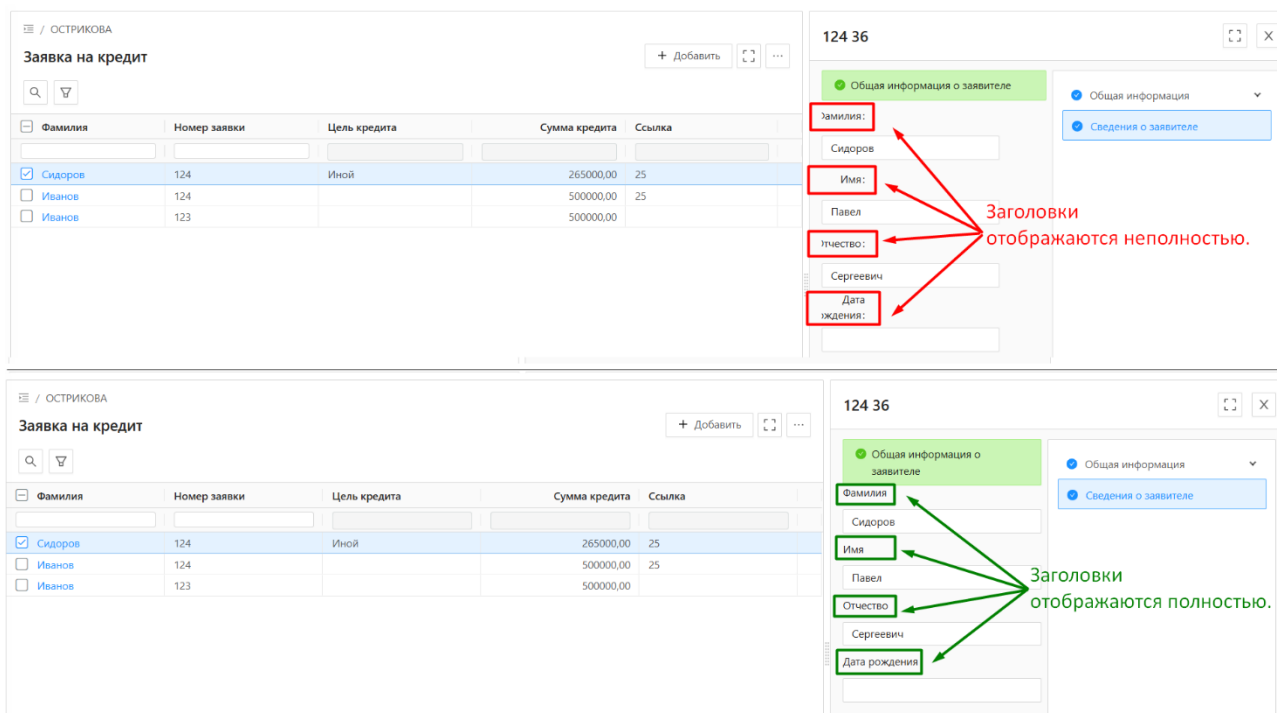 / ОСТРИКОВА
Заявка на кредит
+ Добавить
...
Фамилия Номер заявки Цель кредита Сумма кредита Ссылка
Сидоров 124 Иной 265000,00 25
Иванов 124 500000,00 25
Иванов 123 500000,00
124 36
X
Общая информация о заявителе
амилия:
Сидоров
Имя:
Павел
тчество:
Сергеевич
Дата
ждения:
Общая информация
Сведения о заявителе
Заголовки
отображаются неполностью.
/ ОСТРИКОВА
Заявка на кредит
+ Добавить
...
Фамилия Номер заявки Цель кредита Сумма кредита Ссылка
Сидоров 124 Иной 265000,00 25
Иванов 124 500000,00 25
Иванов 123 500000,00
124 36
X
Общая информация о
заявителе
Фамилия
Сидоров
Имя
Павел
Отчество
Сергеевич
Дата рождения
Общая информация
Сведения о заявителе
Заголовки
отображаются полностью.